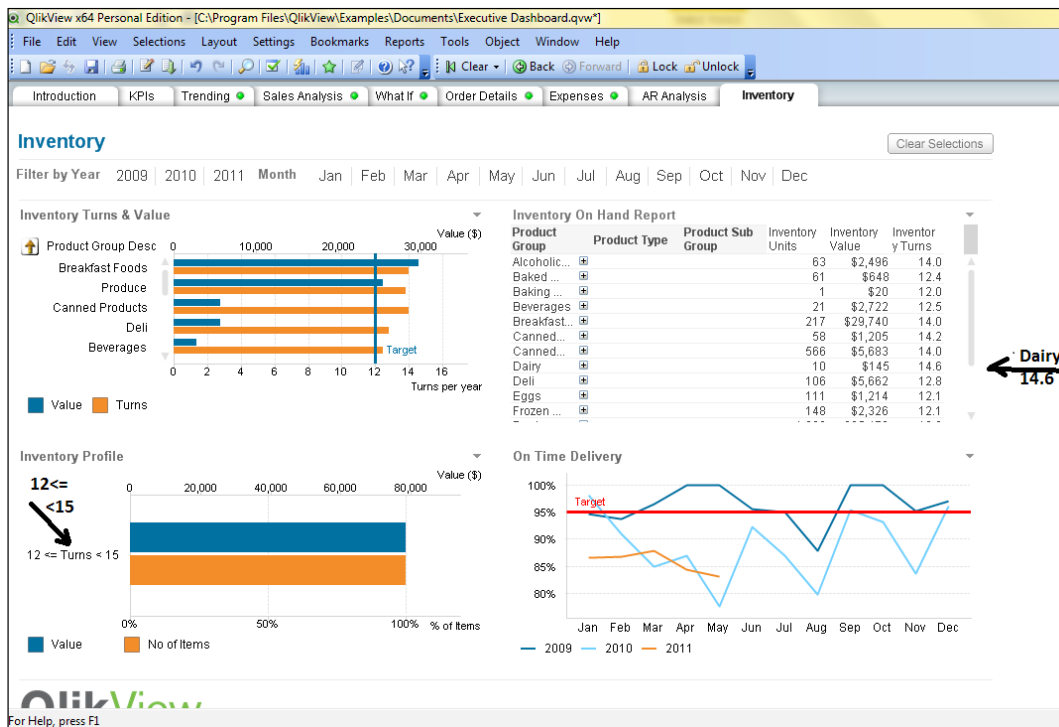 QlikView x64 Personal Edition - [C:\Program Files\QlikView\Examples\Documents\Executive Dashboard.qvw*]
File Edit View Selections Layout Settings Bookmarks Reports Tools Object Window Help
Clear Back Forward Lock Unlock
Introduction KPIs Trending Sales Analysis What If Order Details Expenses AR Analysis Inventory
Inventory
Clear Selections
Filter by Year 2009 2010 2011 Month Jan Feb Mar Apr May Jun Jul Aug Sep Oct Nov Dec
Inventory Turns & Value
Value ($)
Product Group Desc 0 10,000 20,000 30,000
Breakfast Foods
Produce
Canned Products
Deli
Beverages
Target
0 2 4 6 8 10 12 14 16
Turns per year
Value Turns
Inventory On Hand Report
Product Group Product Type Product Sub Group Inventory Units Inventory Value Inventor y Turns
Alcoholic... 63 $2,496 14.0
Baked ... 61 $648 12.4
Baking ... 1 $20 12.0
Beverages 21 $2,722 12.5
Breakfast... 217 $29,740 14.0
Canned... 58 $1,205 14.2
Canned... 566 $5,683 14.0
Dairy 10 $145 14.6
Deli 106 $5,662 12.8
Eggs 111 $1,214 12.1
Frozen ... 148 $2,326 12.1
Dairy
14.6
Inventory Profile
Value ($)
12<=
<15
0 20,000 40,000 60,000 80,000
12 <= Turns < 15
0% 50% 100% % of Items
Value No of Items
On Time Delivery
100%
Target
95%
90%
85%
80%
Jan Feb Mar Apr May Jun Jul Aug Sep Oct Nov Dec
2009 2010 2011
QlikView
For Help, press F1